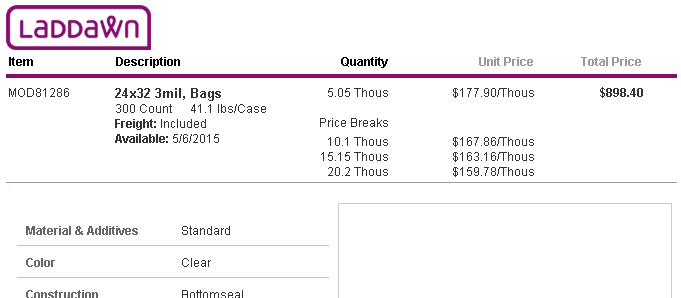 LADDAWN
Item Description Quantity Unit Price Total Price
MOD81286 24x32 3mil, Bags 5.05 Thous $177.90/Thous $898.40
300 Count 41.1 lbs/Case
Freight: Included Price Breaks
Available: 5/6/2015 10.1 Thous $167.86/Thous
15.15 Thous $163.16/Thous
20.2 Thous $159.78/Thous
Material & Additives Standard
Color Clear
Construction Bottomseal